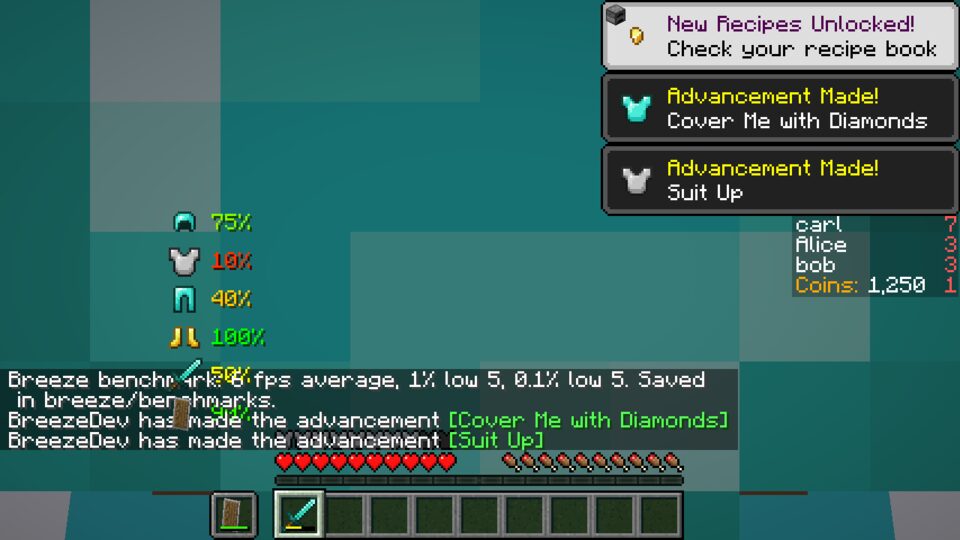 New Recipes Unlocked!
Check your recipe book
Advancement Made!
Cover Me with Diamonds
Advancement Made!
Suit Up
carl 7
Alice 3
bob 3
Coins: 1,250 1
75%
10%
40%
100%
50%
Breeze benchmark: 6 fps average, 1% low 5, 0.1% low 5. Saved
in breeze/benchmarks.
BreezeDev has made the advancement [Cover Me with Diamonds]
BreezeDev has made the advancement [Suit Up]